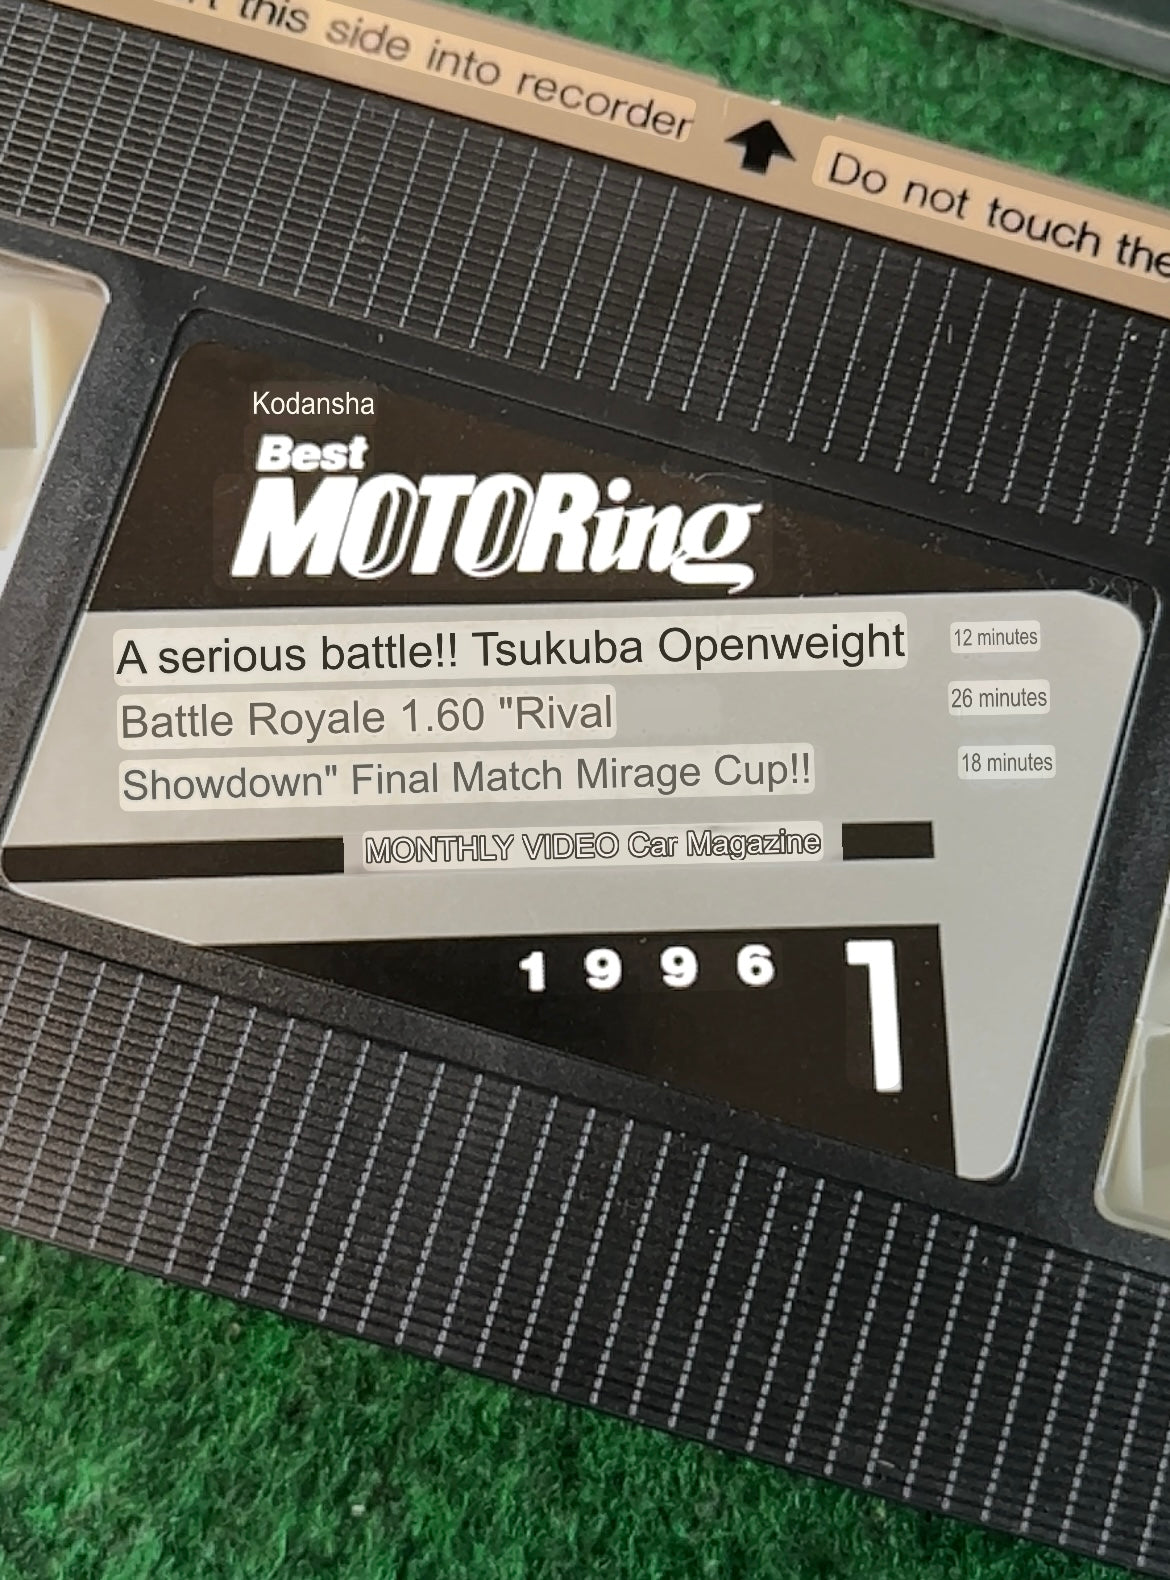 this side into recorder
Do not touch the
Kodansha
Best
MOTORing
A serious battle!! Tsukuba Openweight 12 minutes
Battle Royale 1.60 "Rival 26 minutes
Showdown" Final Match Mirage Cup!! 18 minutes
MONTHLY VIDEO Car Magazine
1996 1